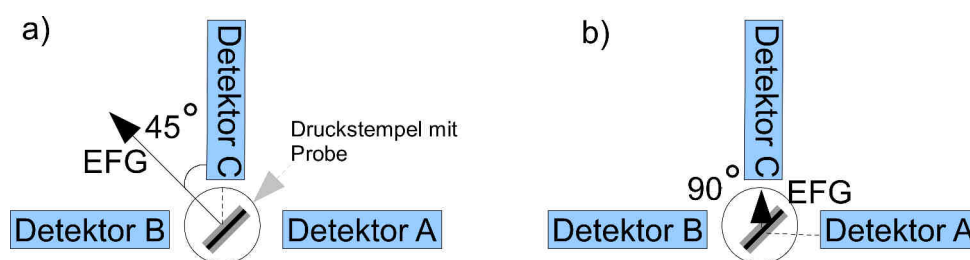 a)
45°
EFG
Detektor C
Druckstempel mit
Probe
Detektor B
Detektor A
b)
Detektor C
90°
EFG
Detektor B
Detektor A